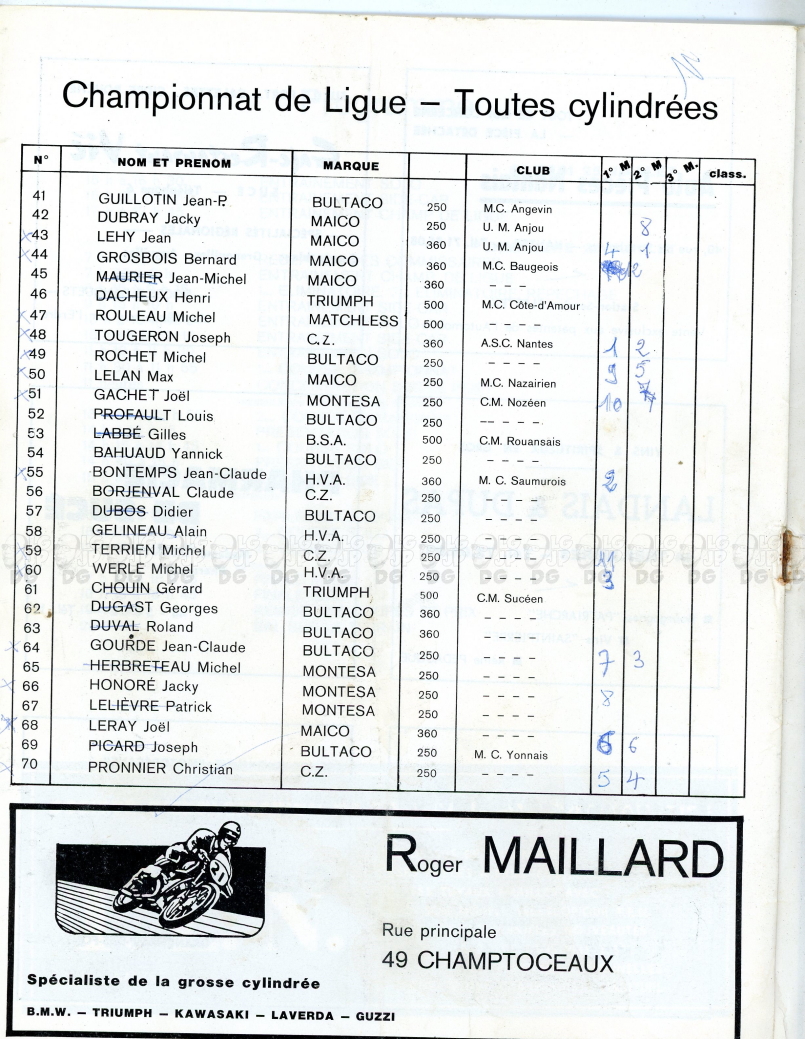 Championnat de Ligue – Toutes cylindrées
N° NOM ET PRENOM MARQUE CLUB 1° M 2° M 3° M. class.
41 GUILLOTIN Jean-P. BULTACO 250 M.C. Angevin
42 DUBRAY Jacky MAICO 250 U. M. Anjou 8
43 LEHY Jean MAICO 360 U. M. Anjou 4 1
44 GROSBOIS Bernard MAICO 360 M.C. Baugeois 2
45 MAURIER Jean-Michel MAICO 360 – – –
46 DACHEUX Henri TRIUMPH 500 M.C. Côte-d'Amour
47 ROULEAU Michel MATCHLESS 500 – – – –
48 TOUGERON Joseph C.Z. 360 A.S.C. Nantes 1 2
49 ROCHET Michel BULTACO 250 – – – – 9 5
50 LELAN Max MAICO 250 M.C. Nazairien
51 GACHET Joël MONTESA 250 C.M. Nozéen 10 7
52 PROFAULT Louis BULTACO 250 – – – –
53 LABBÉ Gilles B.S.A. 500 C.M. Rouansais
54 BAHUAUD Yannick BULTACO 250 – – – –
55 BONTEMPS Jean-Claude H.V.A. 360 M. C. Saumurois 2
56 BORJENVAL Claude C.Z. 250 – – – –
57 DUBOS Didier BULTACO 250 – – – –
58 GELINEAU Alain H.V.A. 250 – – – –
59 TERRIEN Michel C.Z. 250 – – – – 11
60 WERLÉ Michel H.V.A. 250 – – – – 3
61 CHOUIN Gérard TRIUMPH 500 C.M. Sucéen
62 DUGAST Georges BULTACO 360 – – – –
63 DUVAL Roland BULTACO 360 – – – –
64 GOURDE Jean-Claude BULTACO 250 – – – – 7 3
65 HERBRETEAU Michel MONTESA 250 – – – –
66 HONORÉ Jacky MONTESA 250 – – – – 8
67 LELIÈVRE Patrick MONTESA 250 – – – –
68 LERAY Joël MAICO 360 – – – – 6 6
69 PICARD Joseph BULTACO 250 M. C. Yonnais
70 PRONNIER Christian C.Z. 250 – – – – 5 4
21
Roger MAILLARD
Rue principale
49 CHAMPTOCEAUX
Spécialiste de la grosse cylindrée
B.M.W. – TRIUMPH – KAWASAKI – LAVERDA – GUZZI